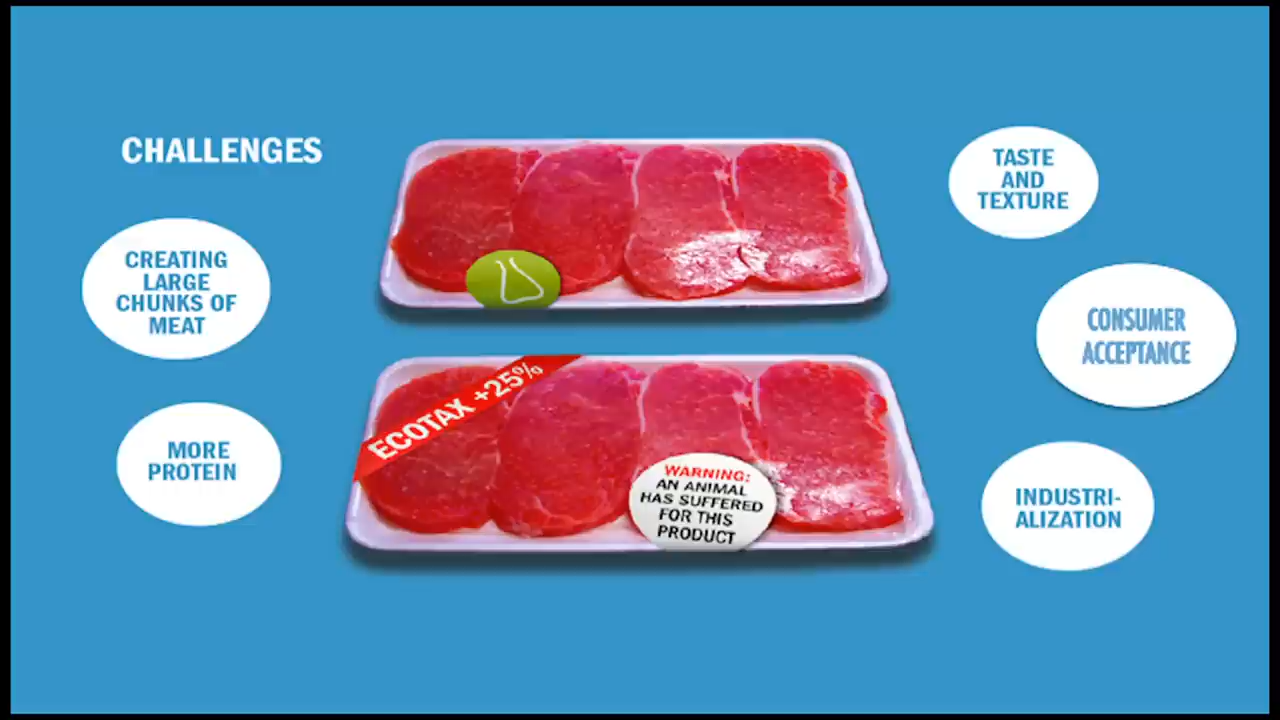 CHALLENGES
CREATING
LARGE
CHUNKS OF
MEAT
MORE
PROTEIN
ECOTAX +25%
WARNING:
AN ANIMAL
HAS SUFFERED
FOR THIS
PRODUCT
TASTE
AND
TEXTURE
CONSUMER
ACCEPTANCE
INDUSTRI-
ALIZATION